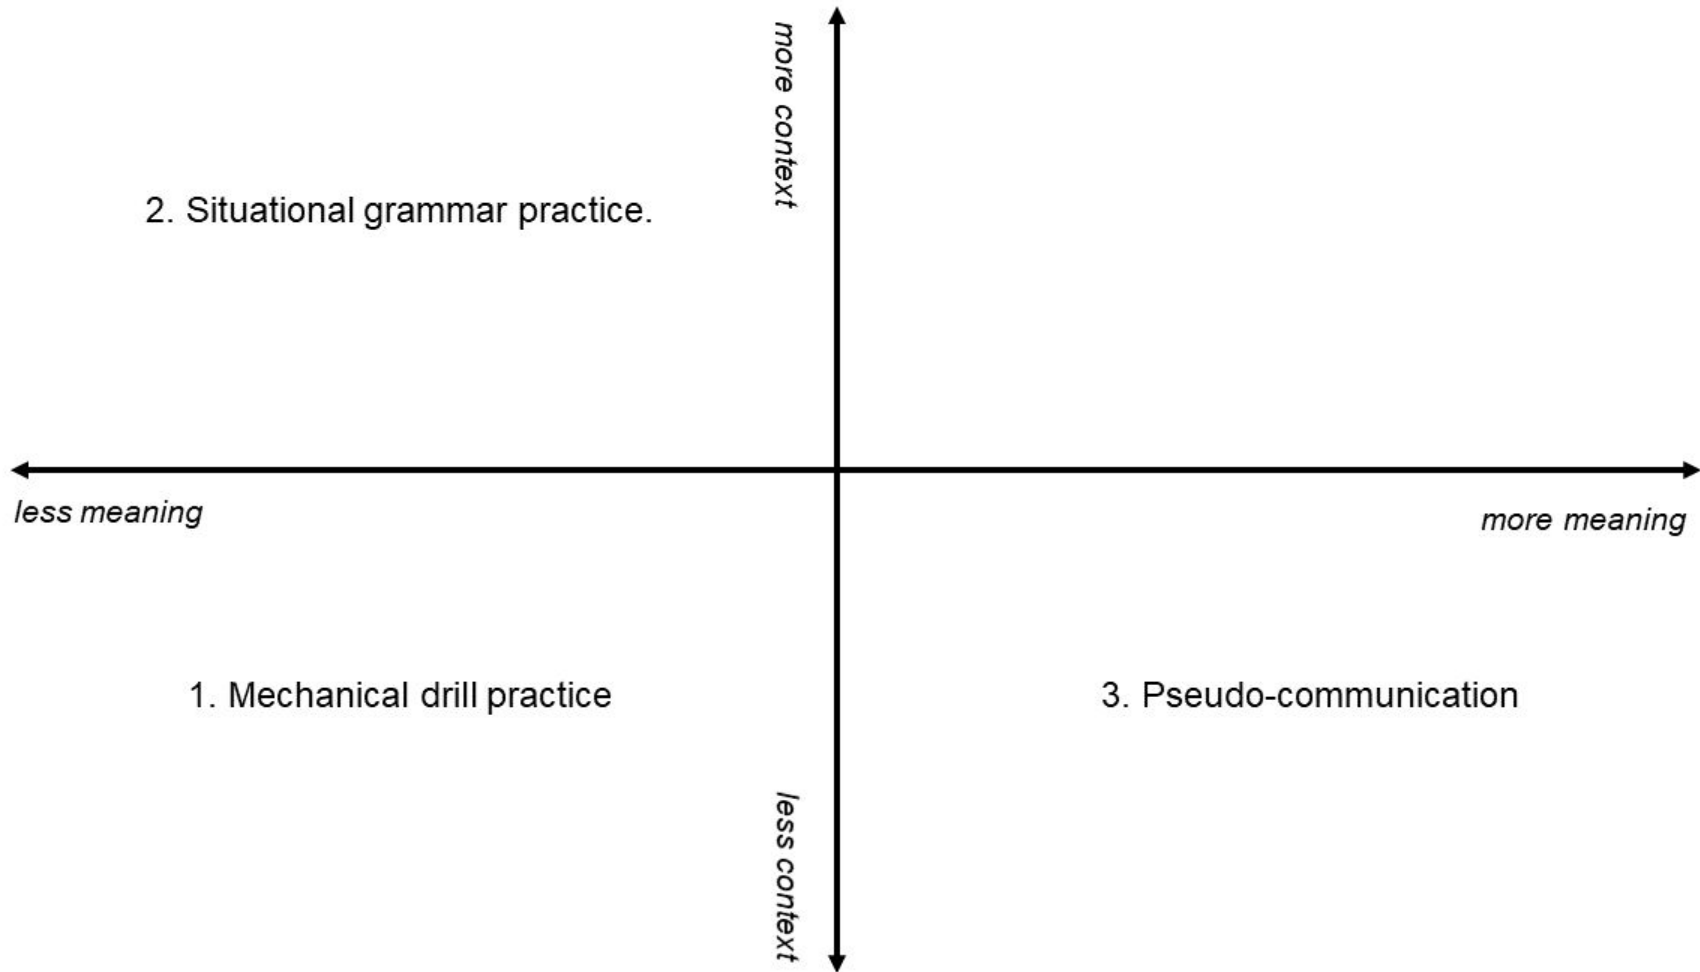 more context
2. Situational grammar practice.
less meaning
more meaning
1. Mechanical drill practice
3. Pseudo-communication
less context